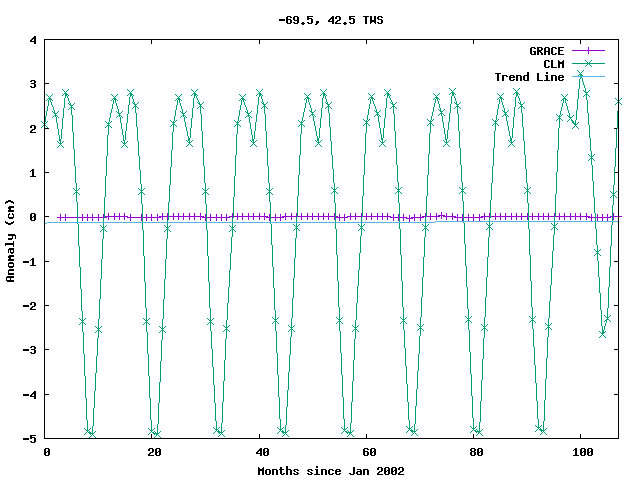 -69.5, 42.5 TWS
GRACE
CLM
Trend Line
4
3
2
1
0
-1
-2
-3
-4
-5
Anomaly (cm)
0 20 40 60 80 100
Months since Jan 2002